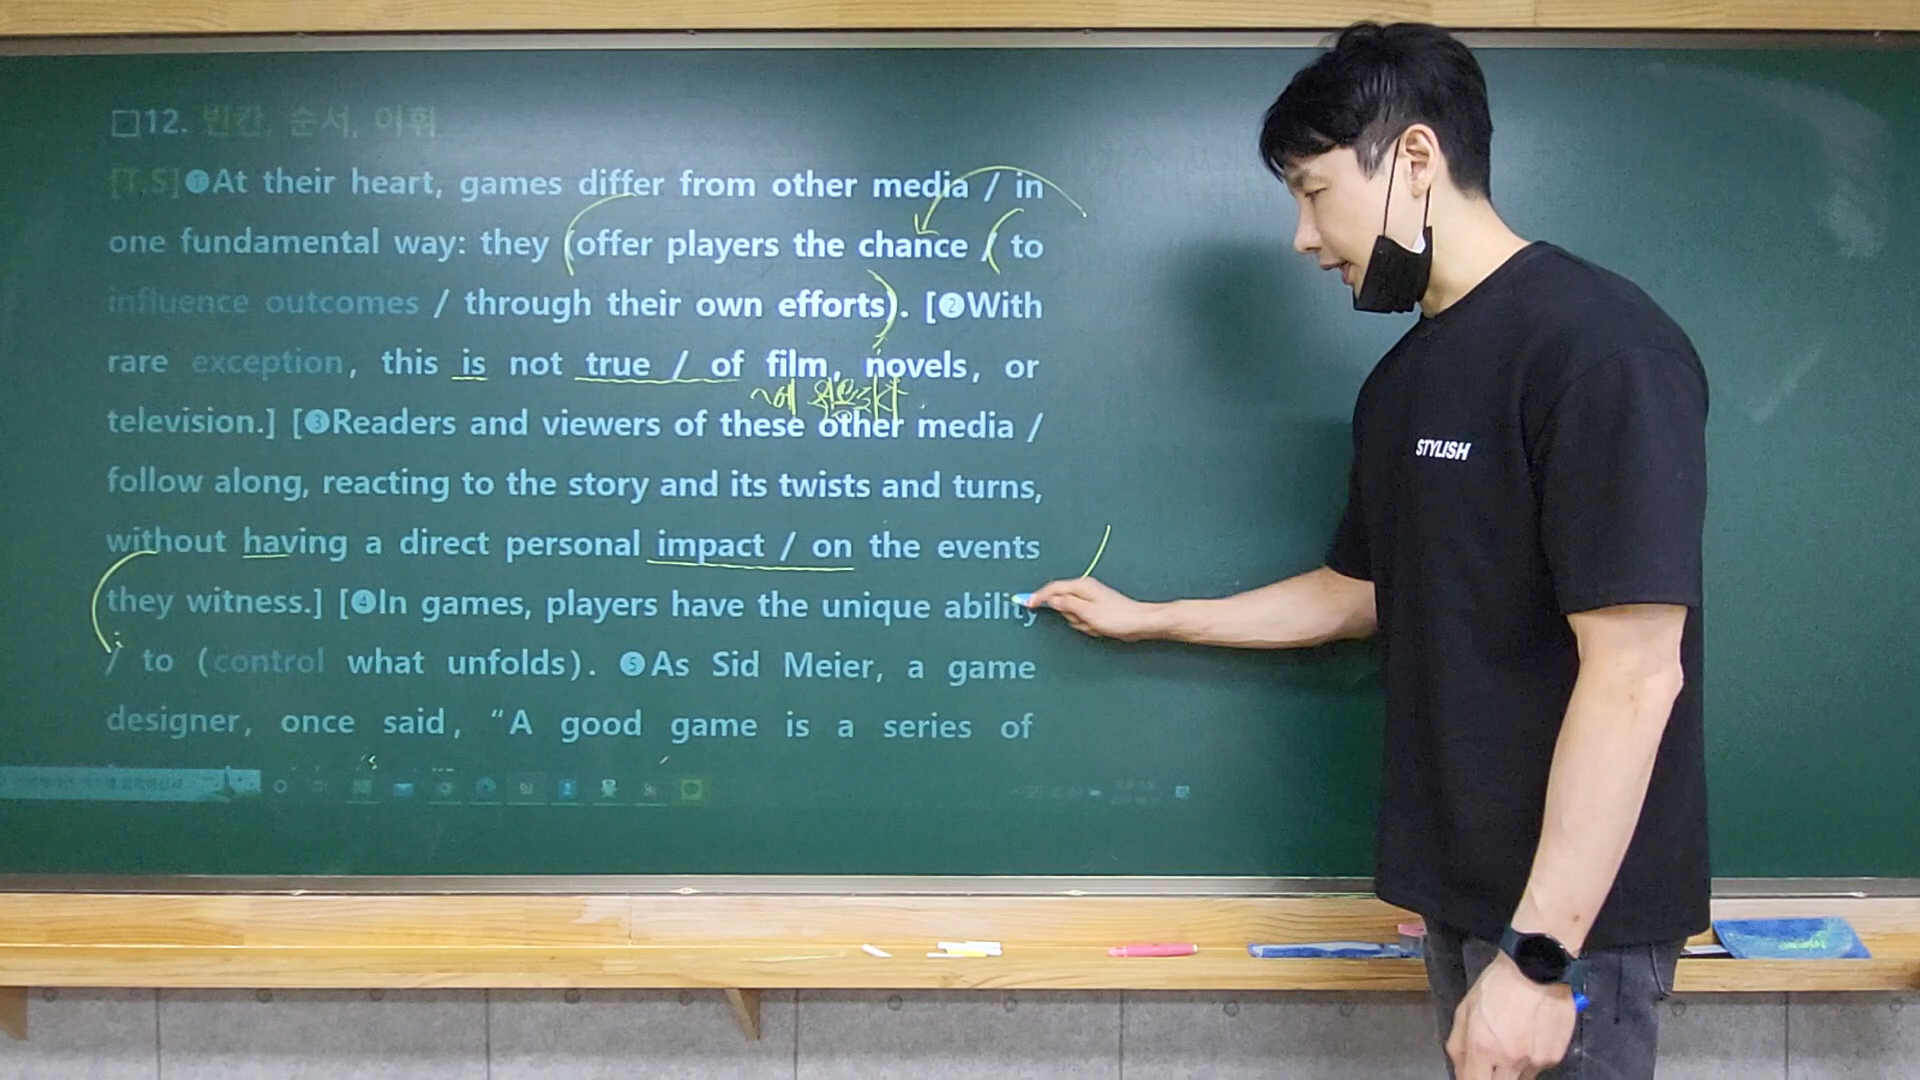 □12. 빈칸, 순서, 어휘
[T.S]❶At their heart, games differ from other media / in
one fundamental way: they (offer players the chance / to
influence outcomes / through their own efforts). [❷With
rare exception, this is not true / of film, novels, or
~에
television.] [❸Readers and viewers of these other media /
follow along, reacting to the story and its twists and turns,
without having a direct personal impact / on the events
they witness.] [❹In games, players have the unique ability
/ to (control what unfolds). ❺As Sid Meier, a game
designer, once said, “A good game is a series of
STYLISH